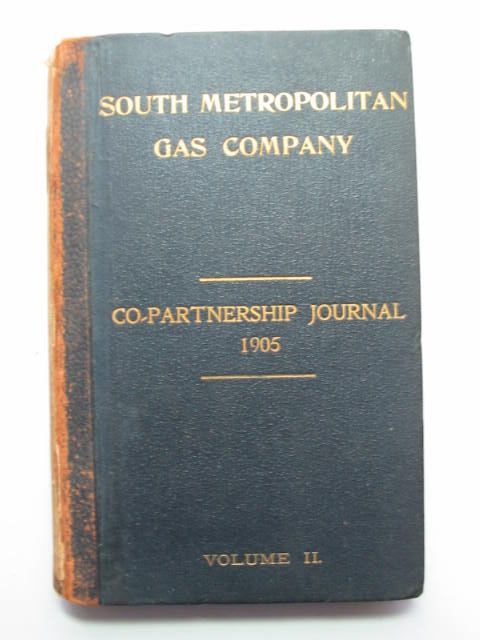 SOUTH METROPOLITAN
GAS COMPANY
CO-PARTNERSHIP JOURNAL
1905
VOLUME II.